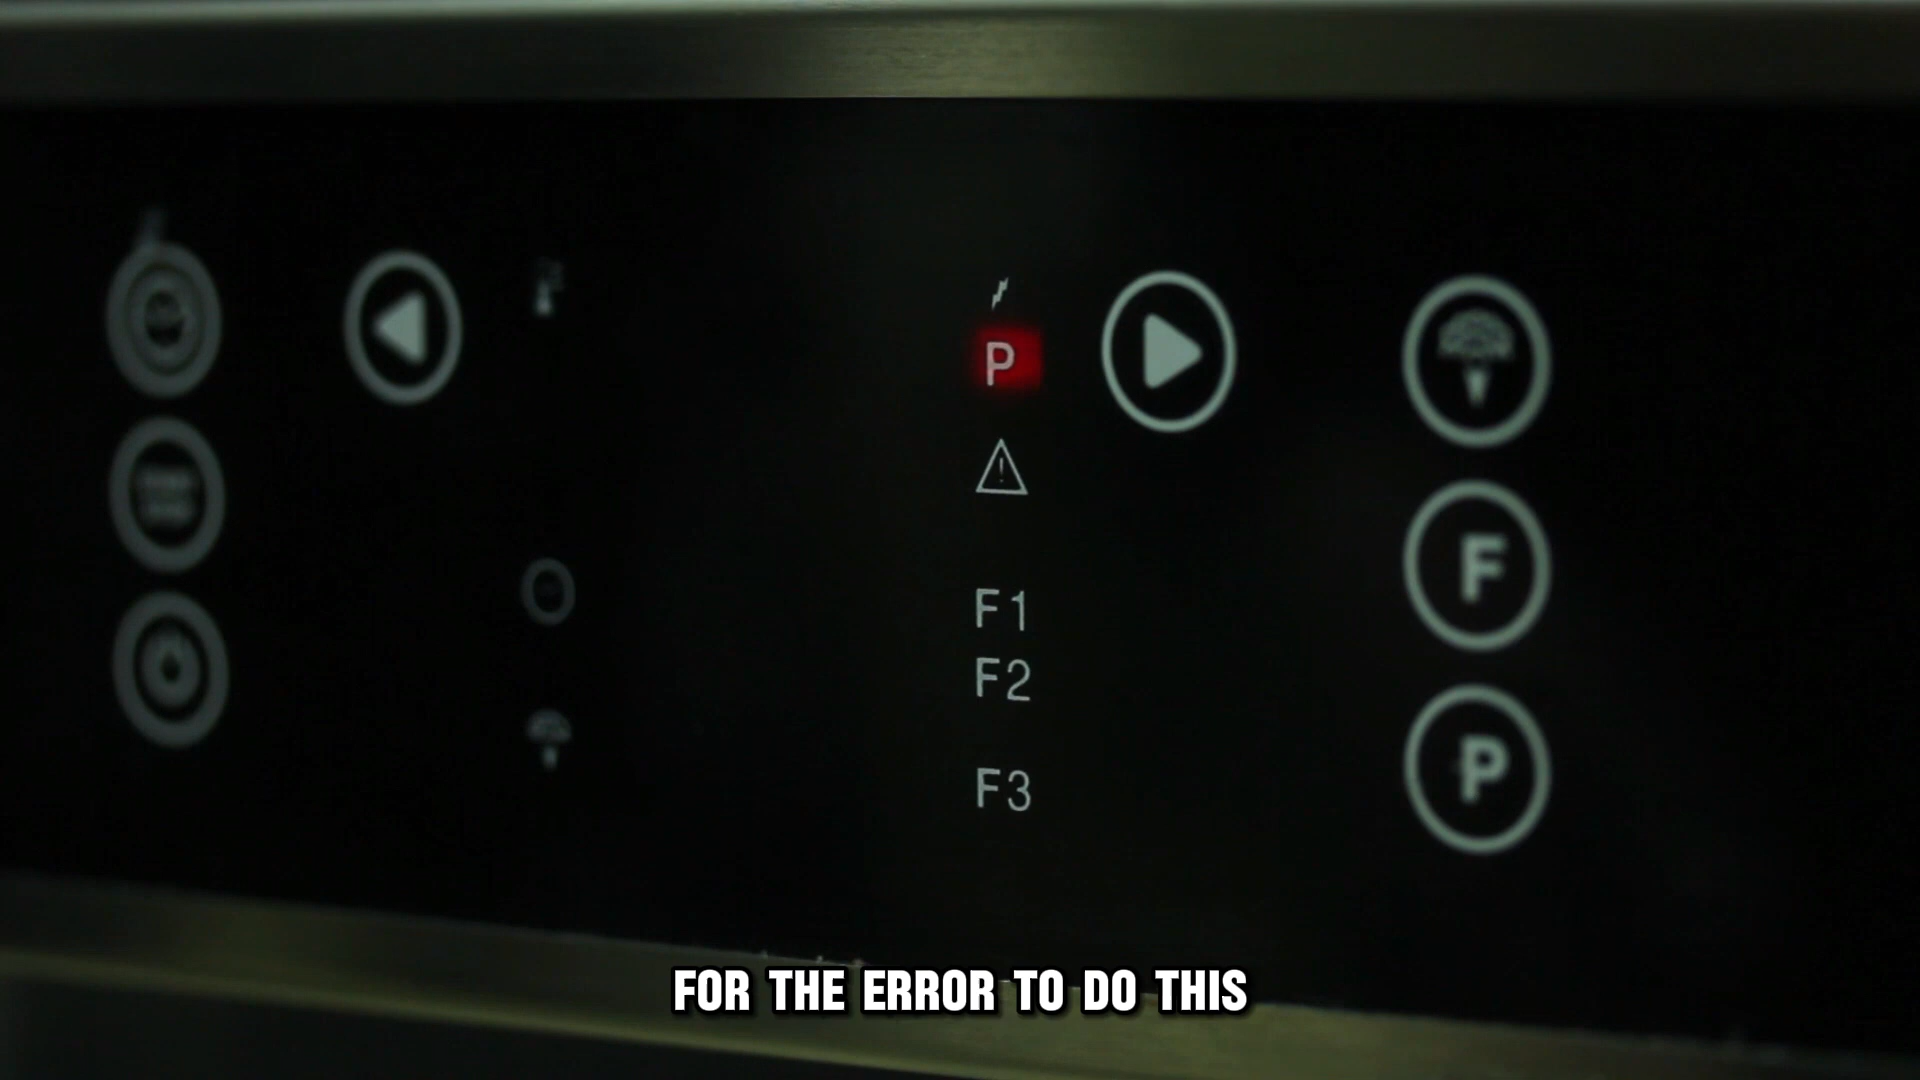 P
F1
F2
F3
F
P
FOR THE ERROR TO DO THIS